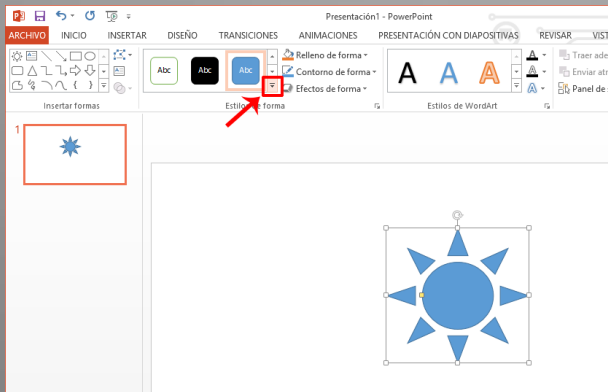 Presentación1 - PowerPoint
ARCHIVO INICIO INSERTAR DISEÑO TRANSICIONES ANIMACIONES PRESENTACIÓN CON DIAPOSITIVAS REVISAR VIST
Abc Abc Abc
Relleno de forma
Contorno de forma
Efectos de forma
A A A
A
A
A
Traer ade
Enviar atr
Panel de s
Insertar formas Estilos de forma Estilos de WordArt
1